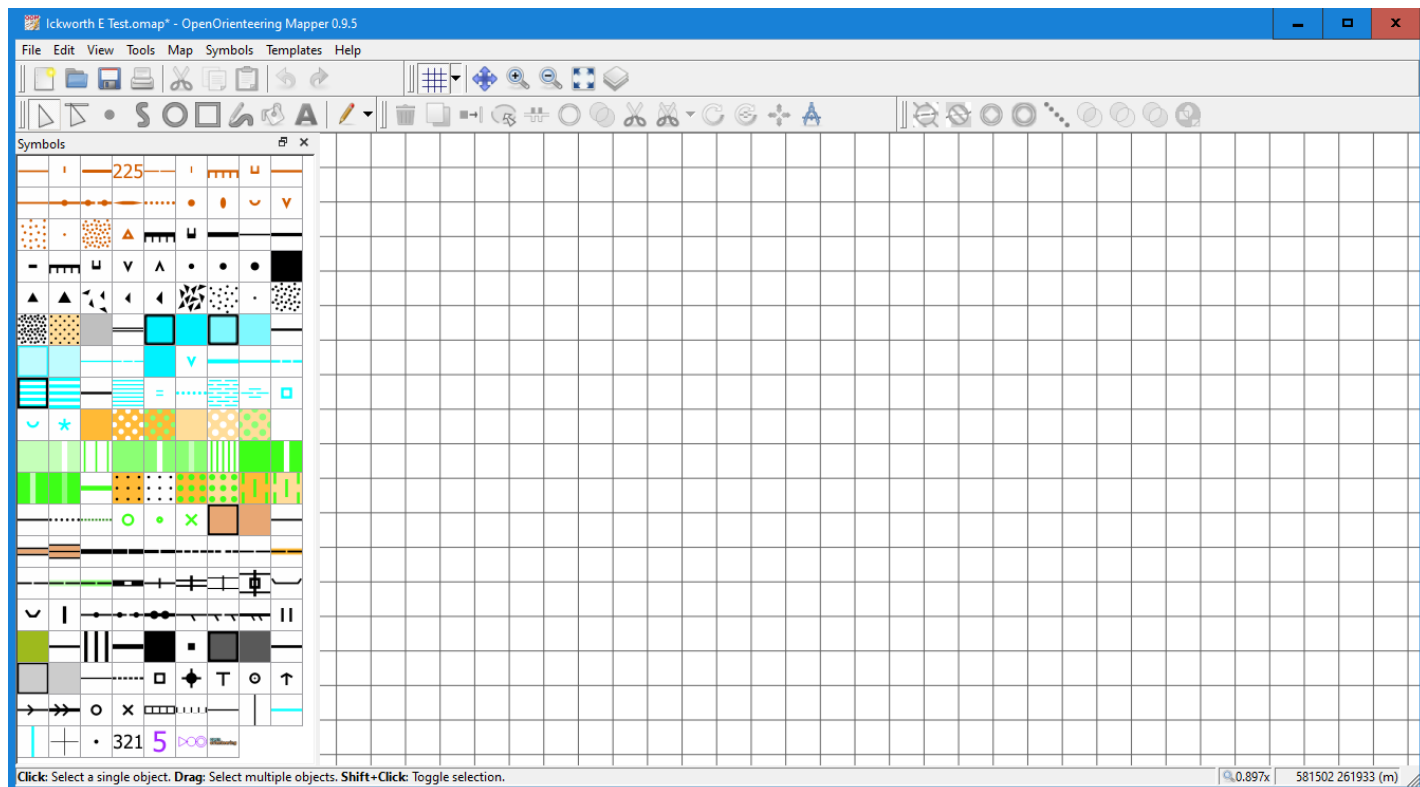 Ickworth E Test.omap* - OpenOrienteering Mapper 0.9.5
File Edit View Tools Map Symbols Templates Help
Symbols
225
321 5
Click: Select a single object. Drag: Select multiple objects. Shift+Click: Toggle selection.
0.897x 581502 261933 (m)